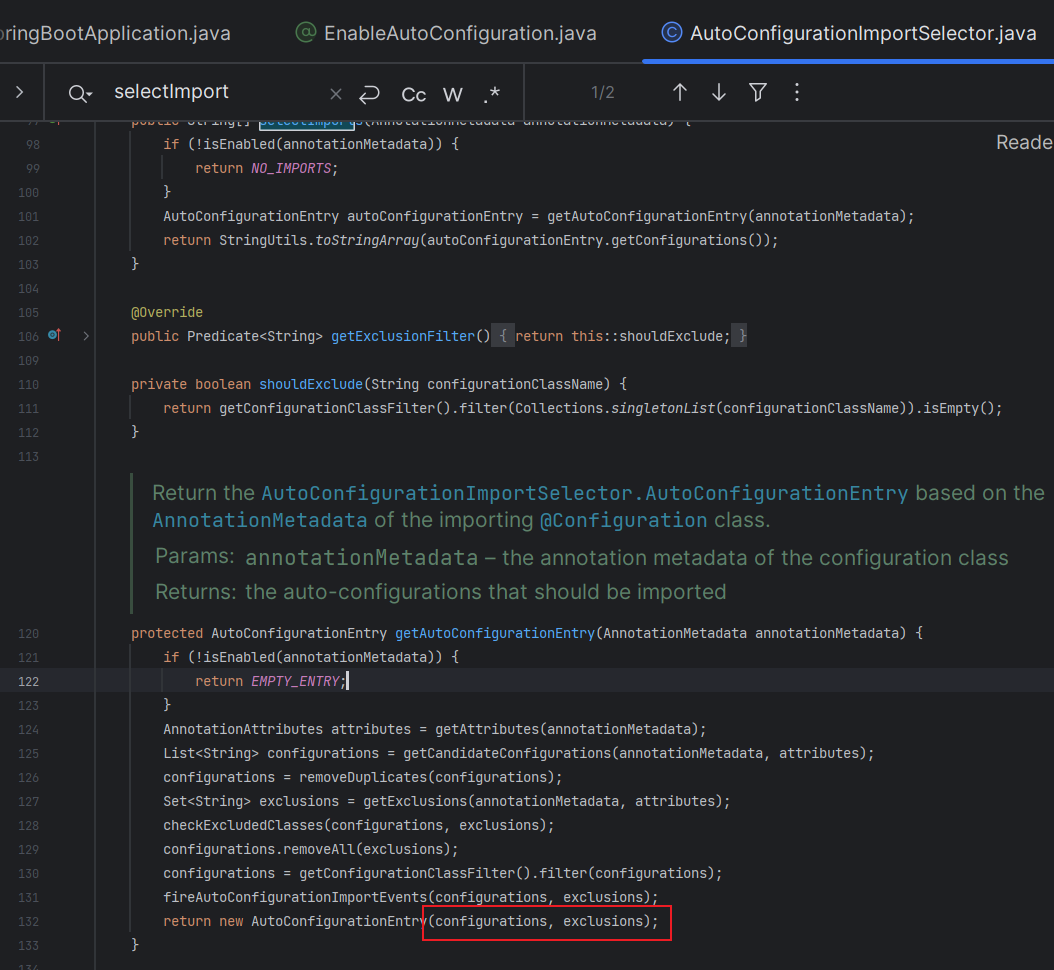 ringBootApplication.java
@ EnableAutoConfiguration.java
C AutoConfigurationImportSelector.java
selectImport
Cc W .* 1/2
public String[] selectImports(AnnotationMetadata annotationMetadata) {
Reade
98 if (!isEnabled(annotationMetadata)) {
99 return NO_IMPORTS;
100 }
101 AutoConfigurationEntry autoConfigurationEntry = getAutoConfigurationEntry(annotationMetadata);
102 return StringUtils.toStringArray(autoConfigurationEntry.getConfigurations());
103 }
104
105 @Override
106 public Predicate<String> getExclusionFilter() { return this::shouldExclude; }
109
110 private boolean shouldExclude(String configurationClassName) {
111 return getConfigurationClassFilter().filter(Collections.singletonList(configurationClassName)).isEmpty();
112 }
113
Return the AutoConfigurationImportSelector.AutoConfigurationEntry based on the
AnnotationMetadata of the importing @Configuration class.
Params: annotationMetadata – the annotation metadata of the configuration class
Returns: the auto-configurations that should be imported
120 protected AutoConfigurationEntry getAutoConfigurationEntry(AnnotationMetadata annotationMetadata) {
121 if (!isEnabled(annotationMetadata)) {
122 return EMPTY_ENTRY;
123 }
124 AnnotationAttributes attributes = getAttributes(annotationMetadata);
125 List<String> configurations = getCandidateConfigurations(annotationMetadata, attributes);
126 configurations = removeDuplicates(configurations);
127 Set<String> exclusions = getExclusions(annotationMetadata, attributes);
128 checkExcludedClasses(configurations, exclusions);
129 configurations.removeAll(exclusions);
130 configurations = getConfigurationClassFilter().filter(configurations);
131 fireAutoConfigurationImportEvents(configurations, exclusions);
132 return new AutoConfigurationEntry(configurations, exclusions);
133 }